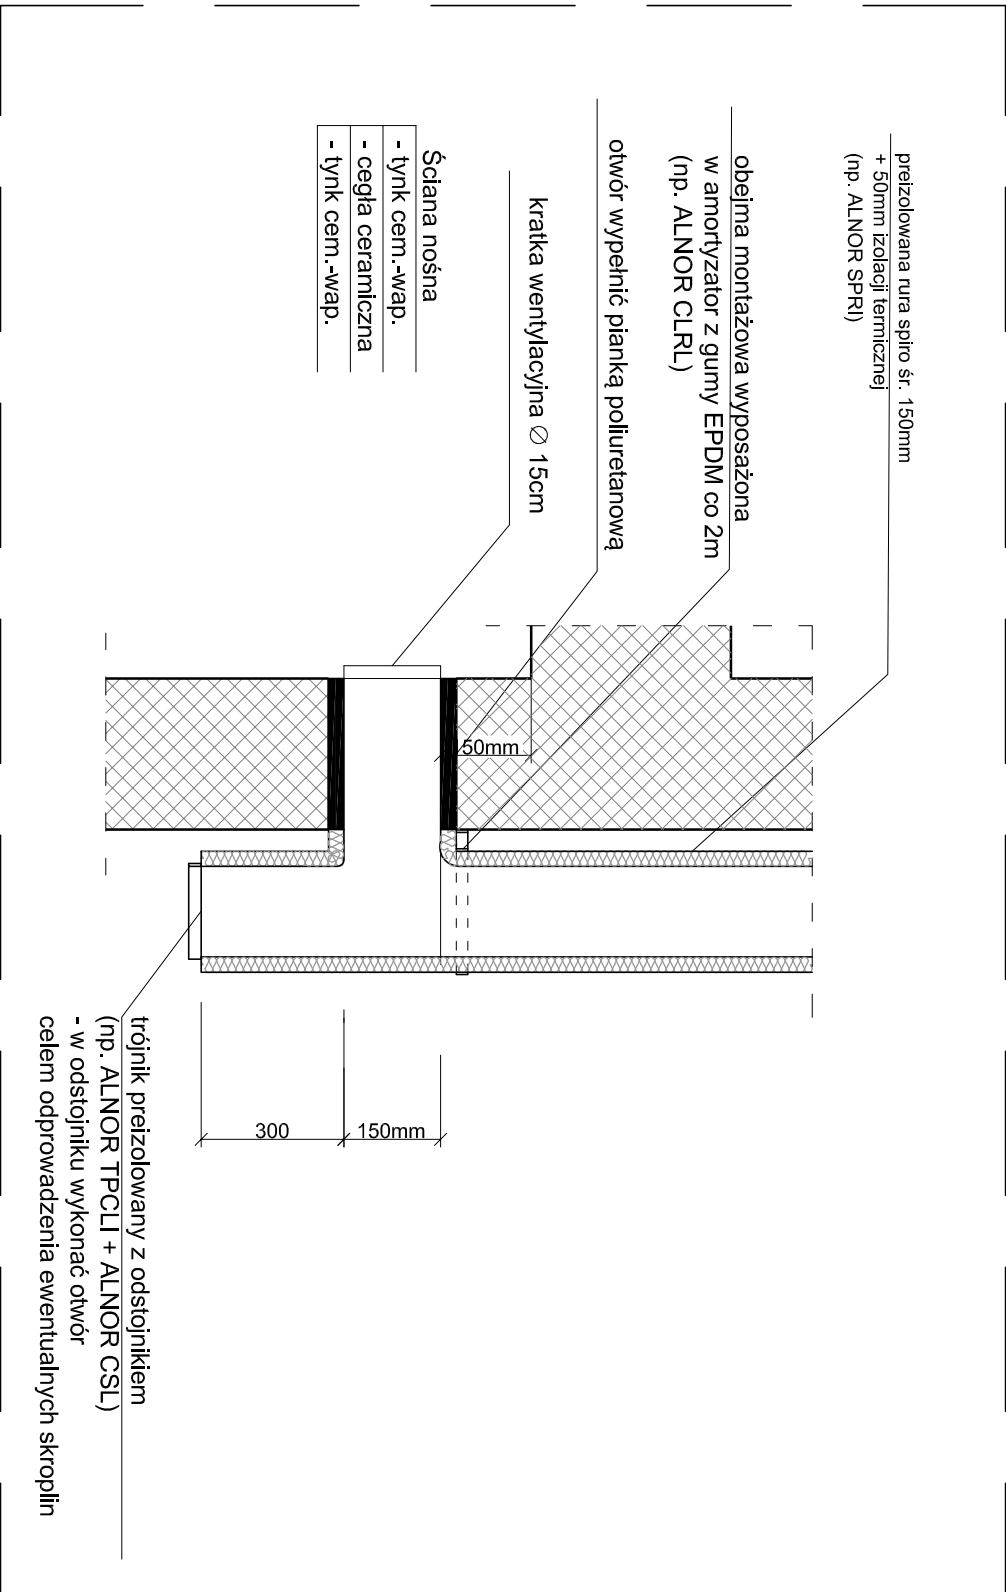 preizolowana rura spiro śr. 150mm
+ 50mm izolacji termicznej
(np. ALNOR SPRI)
obejma montażowa wyposażona
w amortyzator z gumy EPDM co 2m
(np. ALNOR CLRL)
otwór wypełnić pianką poliuretanową
kratka wentylacyjna ∅ 15cm
Ściana nośna
- tynk cem.-wap.
- cegła ceramiczna
- tynk cem.-wap.
50mm
300
150mm
trójnik preizolowany z odstojnikiem
(np. ALNOR TPCLI + ALNOR CSL)
- w odstojniku wykonać otwór
celem odprowadzenia ewentualnych skroplin